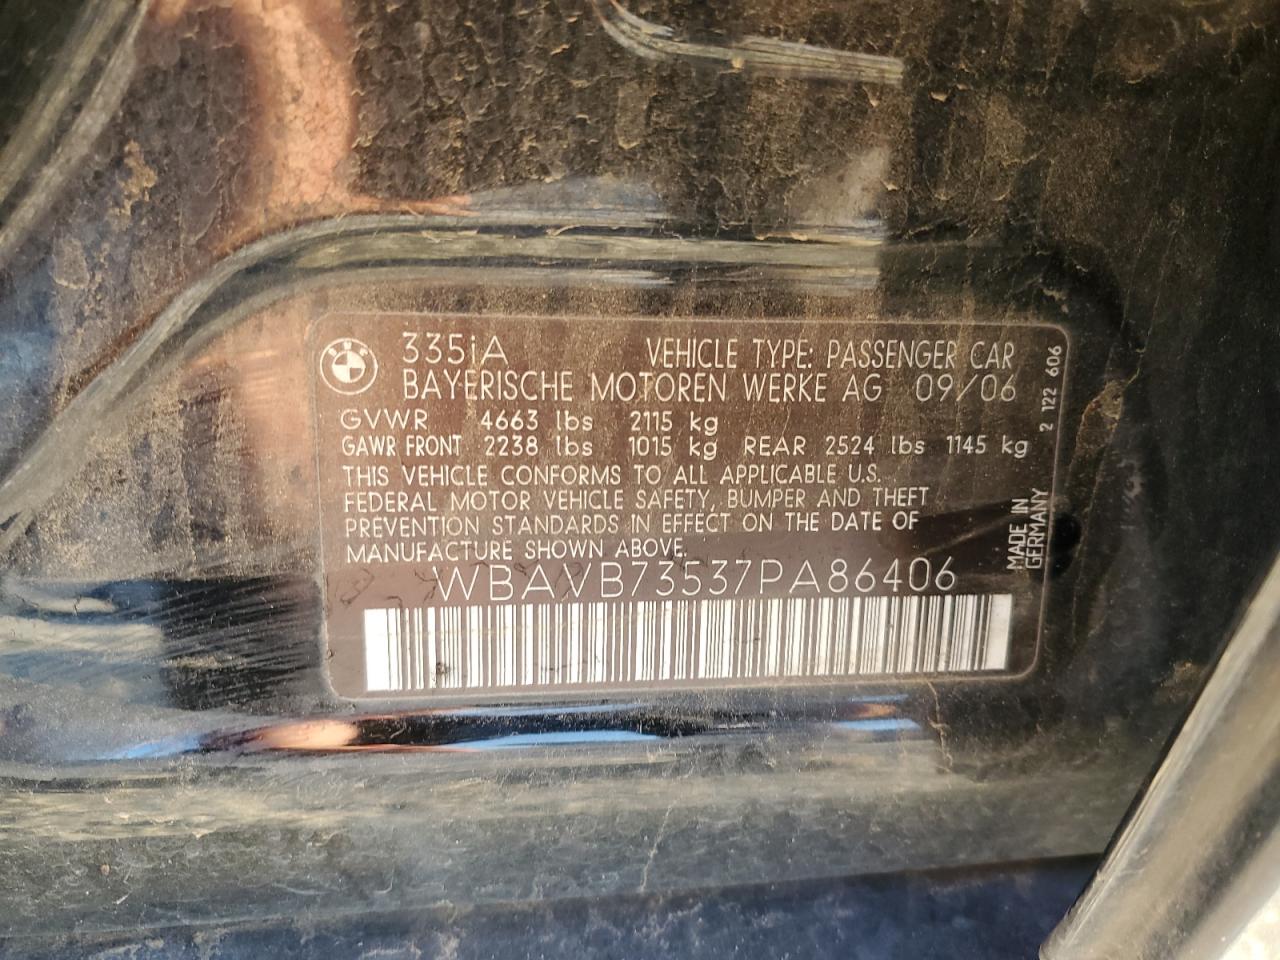 335iA VEHICLE TYPE: PASSENGER CAR
BAYERISCHE MOTOREN WERKE AG 09/06
GVWR 4663 lbs 2115 kg
GAWR FRONT 2238 lbs 1015 kg REAR 2524 lbs 1145 kg
THIS VEHICLE CONFORMS TO ALL APPLICABLE U.S.
FEDERAL MOTOR VEHICLE SAFETY, BUMPER AND THEFT
PREVENTION STANDARDS IN EFFECT ON THE DATE OF
MANUFACTURE SHOWN ABOVE.
WBAVB73537PA86406
MADE IN
GERMANY
2 122 606
BMW